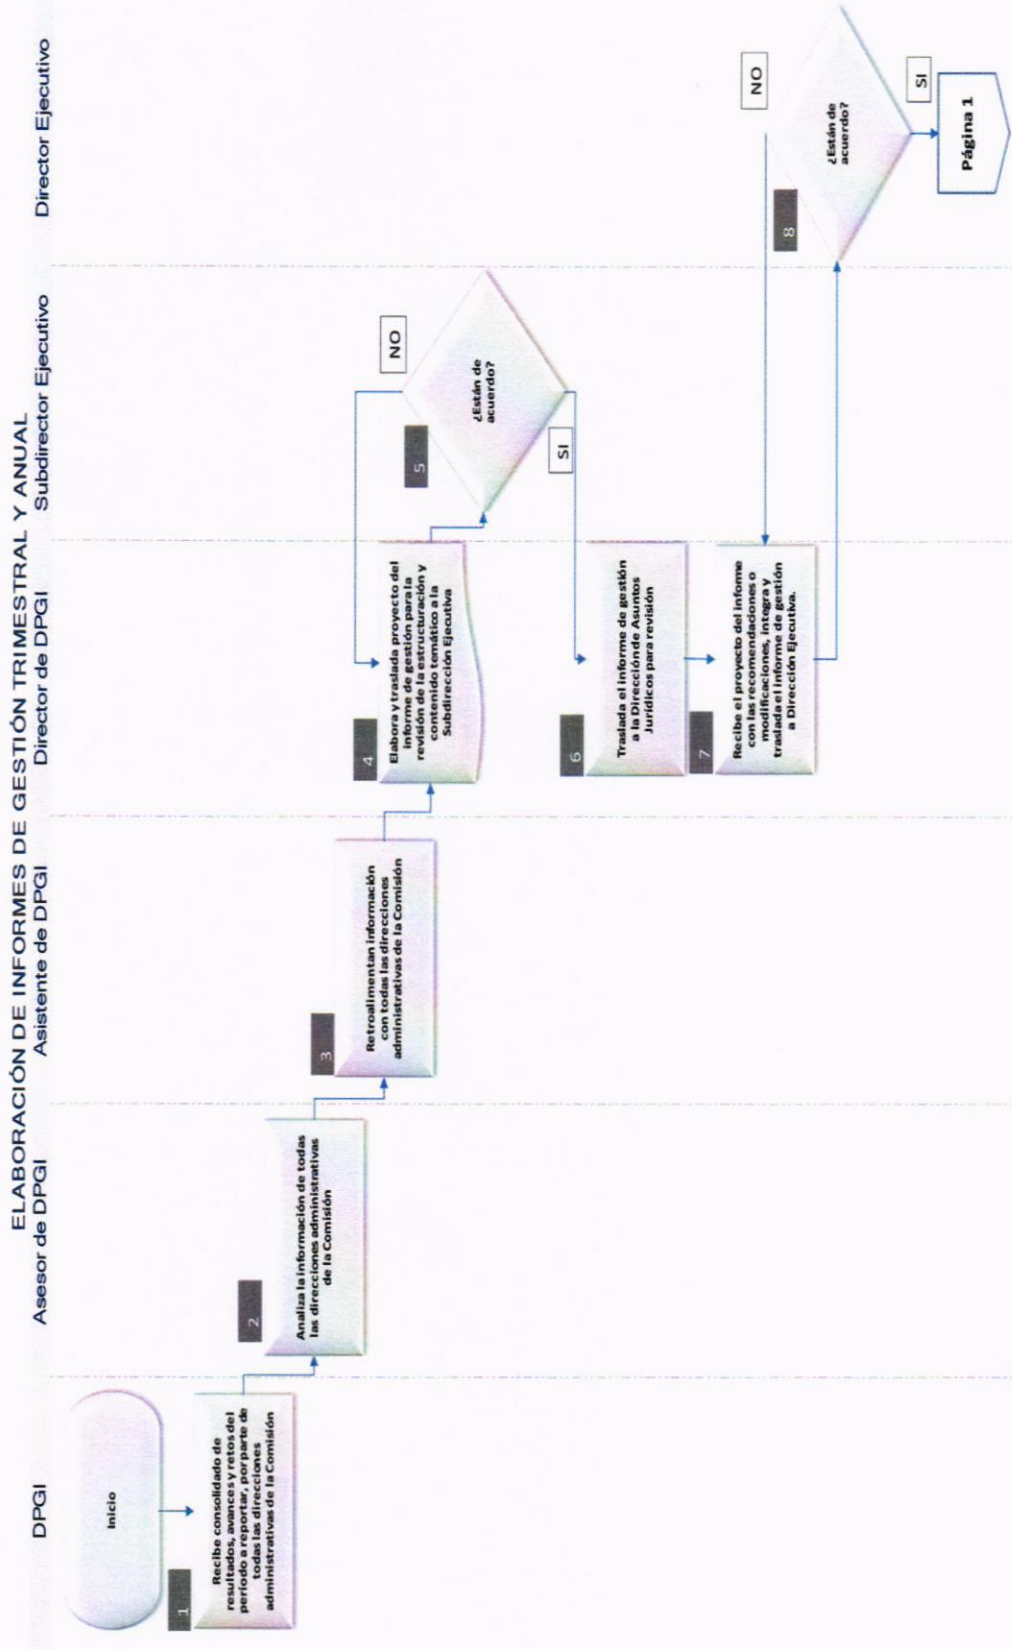 ELABORACIÓN DE INFORMES DE GESTIÓN TRIMESTRAL Y ANUAL
DPGI
Asesor de DPGI
Asistente de DPGI
Director de DPGI
Subdirector Ejecutivo
Director Ejecutivo
Inicio
1
Recibe consolidado de
resultados, avances y retos del
período a reportar, por parte de
todas las direcciones
administrativas de la Comisión
2
Analiza la información de todas
las direcciones administrativas
de la Comisión
3
Retroalimentan información
con todas las direcciones
administrativas de la Comisión
4
Elabora y traslada proyecto del
informe de gestión para la
revisión de la estructuración y
contenido temático a la
Subdirección Ejecutiva
5
¿Están de
acuerdo?
NO
SI
6
Traslada el informe de gestión
a la Dirección de Asuntos
Jurídicos para revisión
7
Recibe el proyecto del informe
con las recomendaciones o
modificaciones, integra y
traslada el informe de gestión
a Dirección Ejecutiva.
8
¿Están de
acuerdo?
NO
SI
Página 1